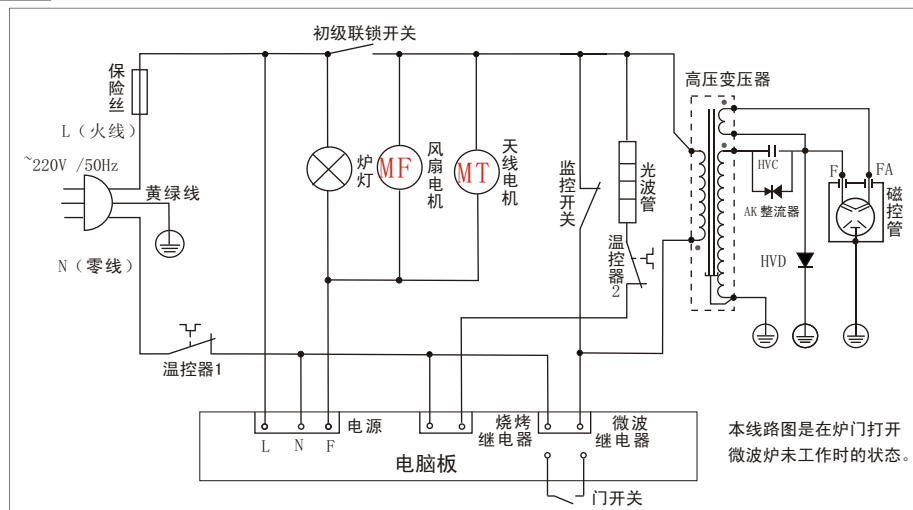 初级联锁开关
保险丝
高压变压器
L（火线）
~220V /50Hz
黄绿线
N（零线）
炉灯
MF
风扇电机
MT
天线电机
监控开关
光波管
温控器2
HVC
AK 整流器
F
FA
磁控管
HVD
温控器1
电源
L
N
F
烧烤
继电器
微波
继电器
电脑板
门开关
本线路图是在炉门打开
微波炉未工作时的状态。